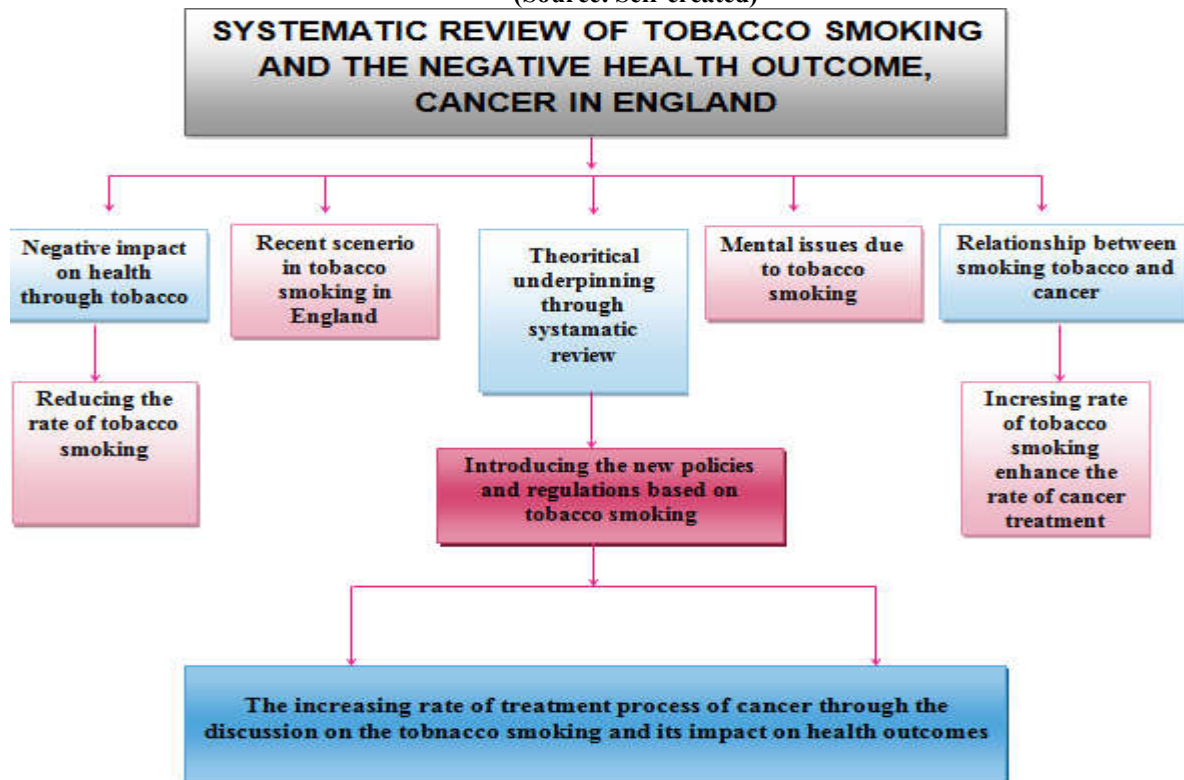 (Source: Self-created)
SYSTEMATIC REVIEW OF TOBACCO SMOKING
AND THE NEGATIVE HEALTH OUTCOME,
CANCER IN ENGLAND
Negative impact
on health
through tobacco
Recent scenerio
in tobacco
smoking in
England
Theoritical
underpinning
through
systamatic
review
Mental issues due
to tobacco
smoking
Relationship between
smoking tobacco and
cancer
Reducing the
rate of tobacco
smoking
Introducing the new policies
and regulations based on
tobacco smoking
Incresing rate
of tobacco
smoking
enhance the
rate of cancer
treatment
The increasing rate of treatment process of cancer through the
discussion on the tobnacco smoking and its impact on health outcomes